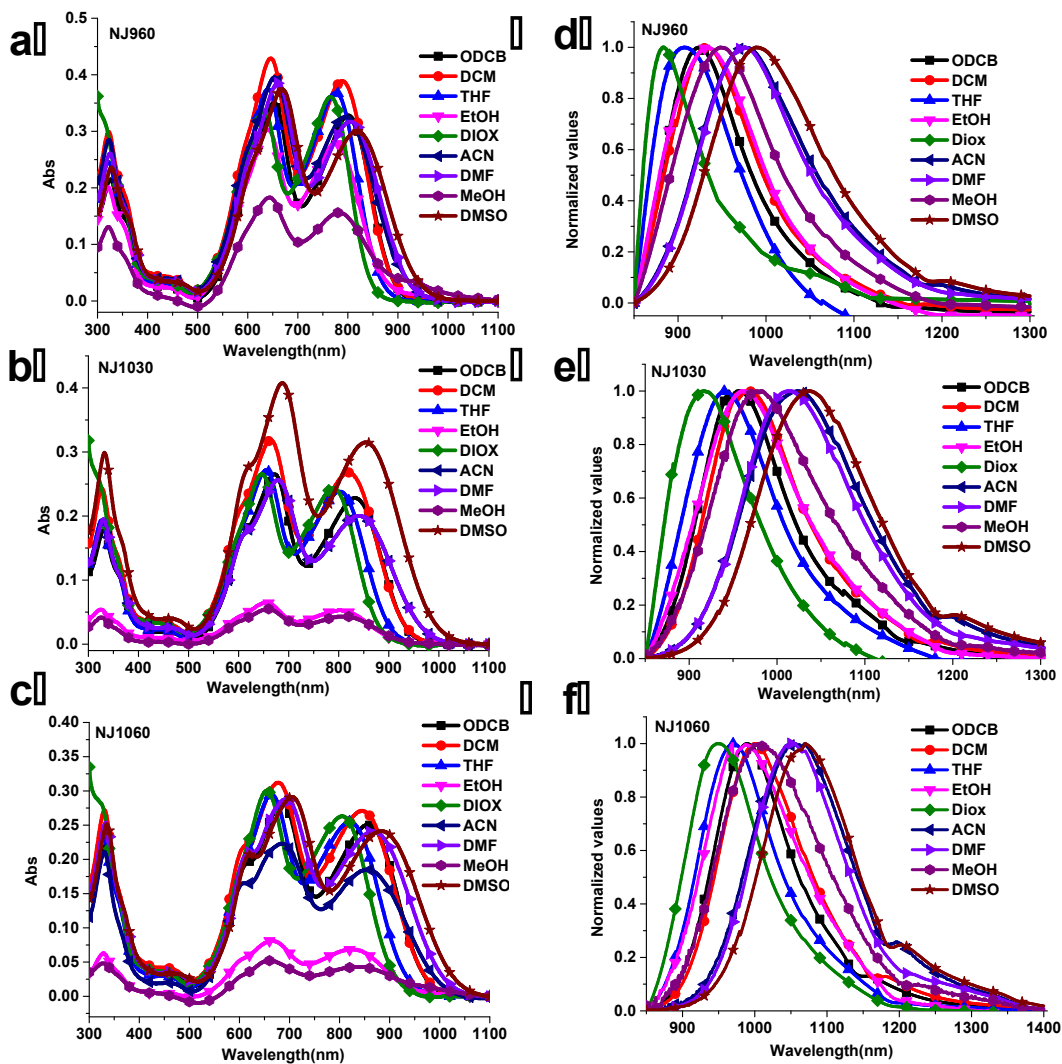 a
NJ960
ODCB
DCM
THF
EtOH
DIOX
ACN
DMF
MeOH
DMSO
Abs
0.5
0.4
0.3
0.2
0.1
0.0
300 400 500 600 700 800 900 1000 1100
Wavelength(nm)
d
NJ960
ODCB
DCM
THF
EtOH
Diox
ACN
DMF
MeOH
DMSO
Normalized values
1.0
0.8
0.6
0.4
0.2
0.0
900 1000 1100 1200 1300
Wavelength(nm)
b
NJ1030
ODCB
DCM
THF
EtOH
DIOX
ACN
DMF
MeOH
DMSO
Abs
0.4
0.3
0.2
0.1
0.0
300 400 500 600 700 800 900 1000 1100
Wavelength(nm)
e
NJ1030
ODCB
DCM
THF
EtOH
Diox
ACN
DMF
MeOH
DMSO
Normalized values
1.0
0.8
0.6
0.4
0.2
0.0
900 1000 1100 1200 1300
Wavelength(nm)
c
NJ1060
ODCB
DCM
THF
EtOH
DIOX
ACN
DMF
MeOH
DMSO
Abs
0.40
0.35
0.30
0.25
0.20
0.15
0.10
0.05
0.00
300 400 500 600 700 800 900 1000 1100
Wavelength(nm)
f
NJ1060
ODCB
DCM
THF
EtOH
Diox
ACN
DMF
MeOH
DMSO
Normalized values
1.0
0.8
0.6
0.4
0.2
0.0
900 1000 1100 1200 1300 1400
Wavelength(nm)